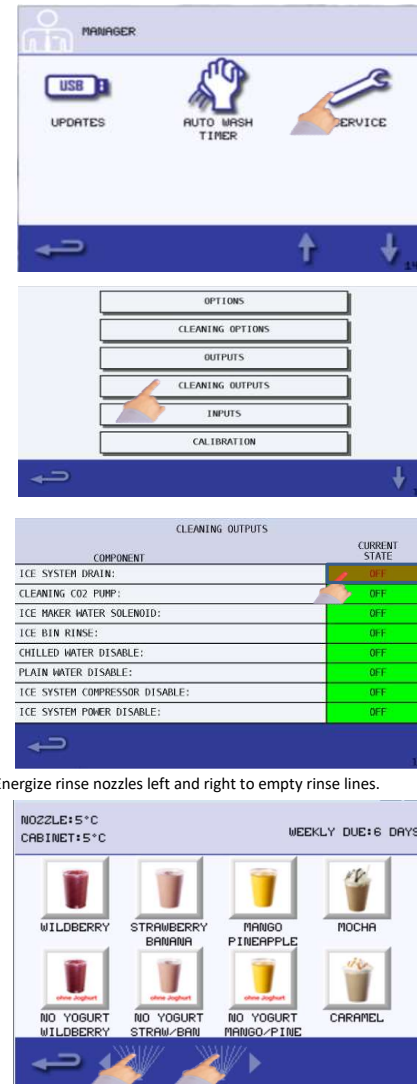 MANAGER
USB
UPDATES
AUTO WASH
TIMER
SERVICE
OPTIONS
CLEANING OPTIONS
OUTPUTS
CLEANING OUTPUTS
INPUTS
CALIBRATION
CLEANING OUTPUTS
COMPONENT
CURRENT
STATE
ICE SYSTEM DRAIN: OFF
CLEANING CO2 PUMP: OFF
ICE MAKER WATER SOLENOID: OFF
ICE BIN RINSE: OFF
CHILLED WATER DISABLE: OFF
PLAIN WATER DISABLE: OFF
ICE SYSTEM COMPRESSOR DISABLE: OFF
ICE SYSTEM POWER DISABLE: OFF
Energize rinse nozzles left and right to empty rinse lines.
NOZZLE:5°C
CABINET:5°C
WEEKLY DUE:6 DAYS
WILDBERRY STRAWBERRY BANANA MANGO PINEAPPLE MOCHA
ohne Joghurt ohne Joghurt ohne Joghurt
NO YOGURT WILDBERRY NO YOGURT STRAW/BAN NO YOGURT MANGO/PINE CARAMEL